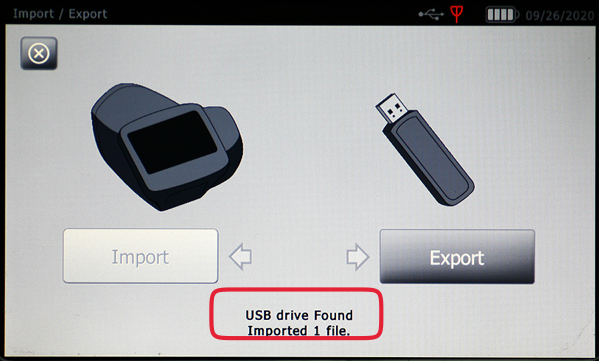 Import / Export
09/26/2020
Import
Export
USB drive Found
Imported 1 file.